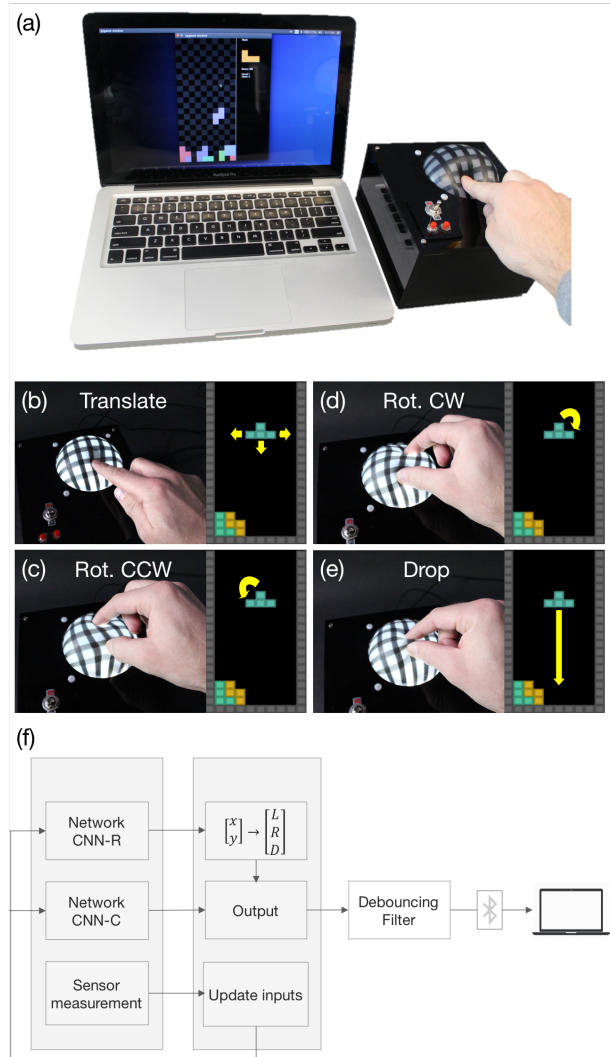 (a)
MacBook Pro
(b) Translate
(d) Rot. CW
(c) Rot. CCW
(e) Drop
(f)
Network
CNN-R
[x y] → [L R D]
Network
CNN-C
Output
Debouncing
Filter
Sensor
measurement
Update inputs